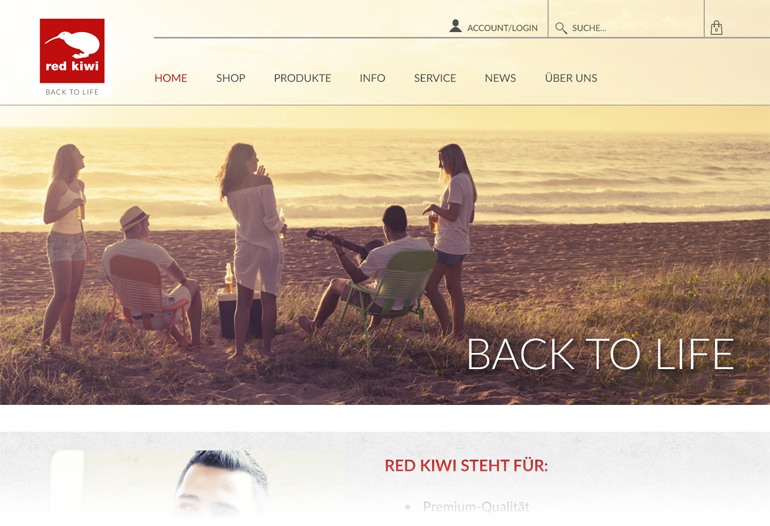 ACCOUNT/LOGIN
SUCHE...
0
red kiwi
BACK TO LIFE
HOME
SHOP
PRODUKTE
INFO
SERVICE
NEWS
ÜBER UNS
BACK TO LIFE
RED KIWI STEHT FÜR:
• Premium-Qualität